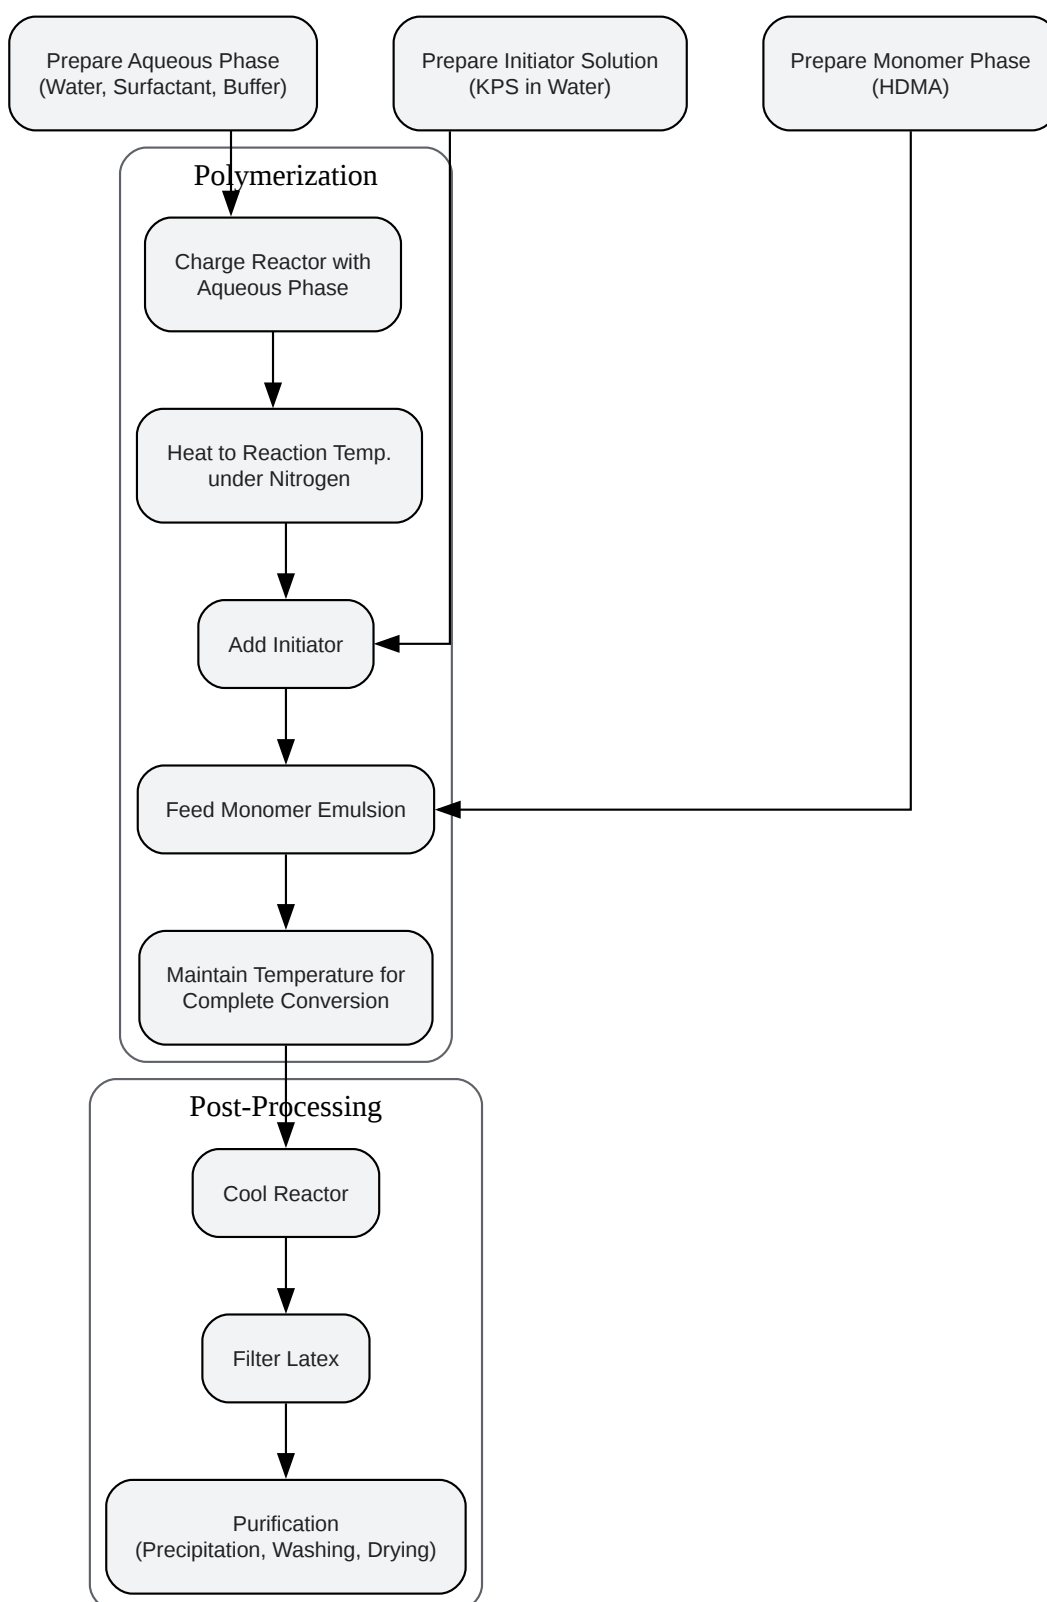 Prepare Aqueous Phase
(Water, Surfactant, Buffer)
Prepare Initiator Solution
(KPS in Water)
Prepare Monomer Phase
(HDMA)
Polymerization
Charge Reactor with
Aqueous Phase
Heat to Reaction Temp.
under Nitrogen
Add Initiator
Feed Monomer Emulsion
Maintain Temperature for
Complete Conversion
Post-Processing
Cool Reactor
Filter Latex
Purification
(Precipitation, Washing, Drying)